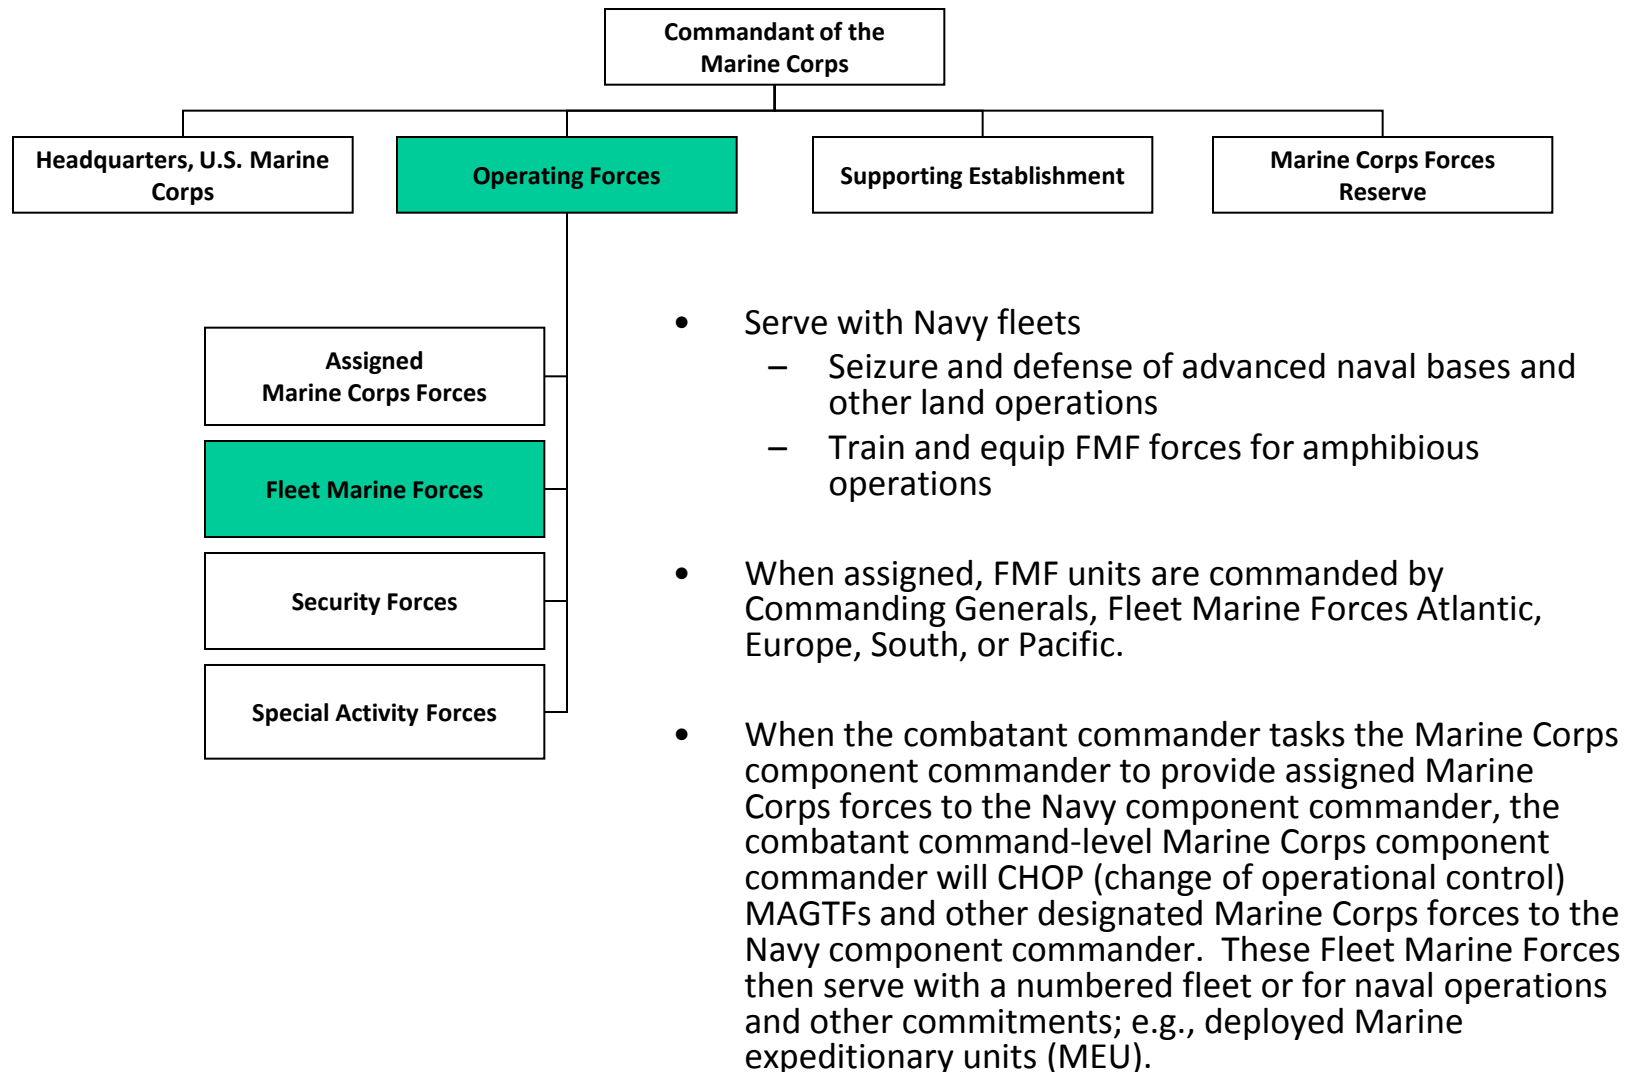 Commandant of the
Marine Corps
Headquarters, U.S. Marine
Corps
Operating Forces
Supporting Establishment
Marine Corps Forces
Reserve
Assigned
Marine Corps Forces
Fleet Marine Forces
Security Forces
Special Activity Forces
• Serve with Navy fleets
– Seizure and defense of advanced naval bases and
other land operations
– Train and equip FMF forces for amphibious
operations
• When assigned, FMF units are commanded by
Commanding Generals, Fleet Marine Forces Atlantic,
Europe, South, or Pacific.
• When the combatant commander tasks the Marine Corps
component commander to provide assigned Marine
Corps forces to the Navy component commander, the
combatant command-level Marine Corps component
commander will CHOP (change of operational control)
MAGTFs and other designated Marine Corps forces to the
Navy component commander.  These Fleet Marine Forces
then serve with a numbered fleet or for naval operations
and other commitments; e.g., deployed Marine
expeditionary units (MEU).